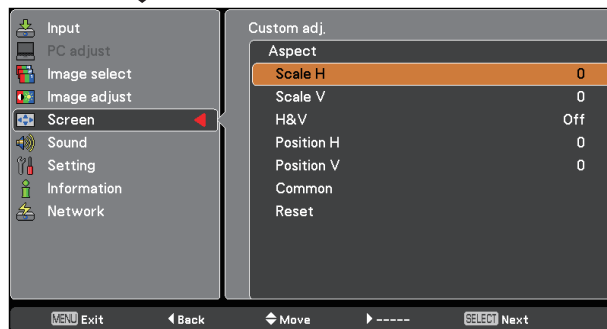 Input
PC adjust
Image select
Image adjust
Screen
Sound
Setting
Information
Network
Custom adj.
Aspect
Scale H 0
Scale V 0
H&V Off
Position H 0
Position V 0
Common
Reset
MENU Exit Back Move ----- SELECT Next